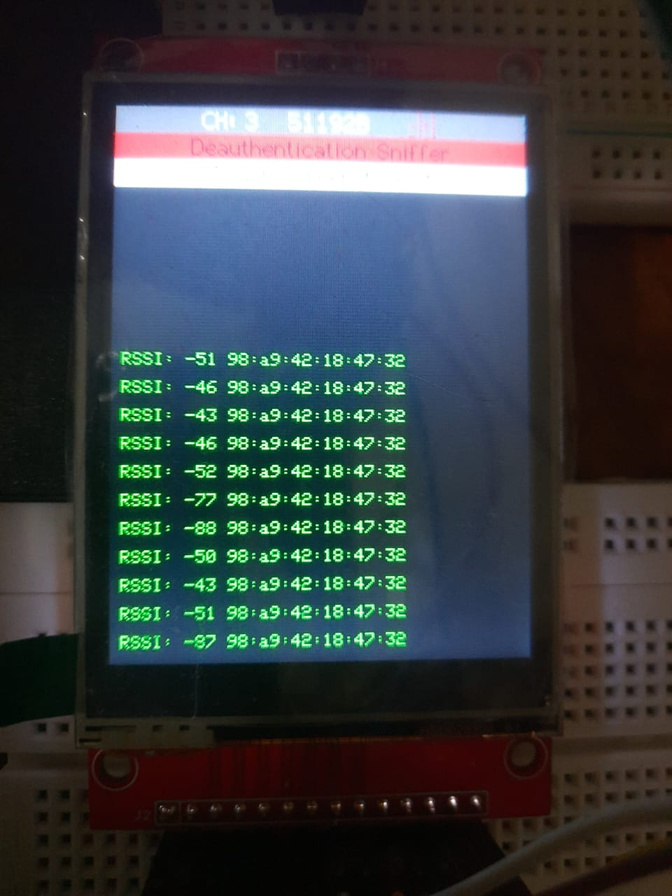 CH: 3 51192B
Deauthentication Sniffer
RSSI: -51 98:a9:42:18:47:32
RSSI: -46 98:a9:42:18:47:32
RSSI: -43 98:a9:42:18:47:32
RSSI: -46 98:a9:42:18:47:32
RSSI: -52 98:a9:42:18:47:32
RSSI: -77 98:a9:42:18:47:32
RSSI: -88 98:a9:42:18:47:32
RSSI: -50 98:a9:42:18:47:32
RSSI: -43 98:a9:42:18:47:32
RSSI: -51 98:a9:42:18:47:32
RSSI: -87 98:a9:42:18:47:32